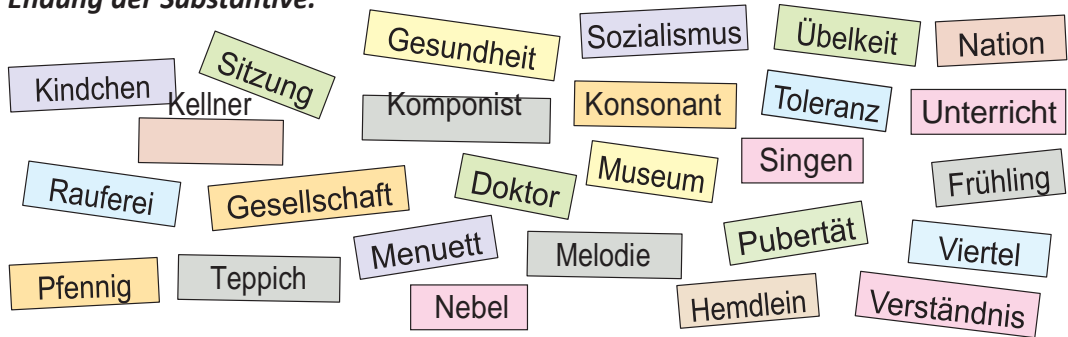 Endung der Substantive.
Gesundheit Sozialismus Übelkeit Nation
Kindchen Sitzung
Kellner Komponist Konsonant Toleranz Unterricht
Rauferei Gesellschaft Doktor Museum Singen Frühling
Menuett Melodie Pubertät Viertel
Pfennig Teppich Nebel Hemdlein Verständnis